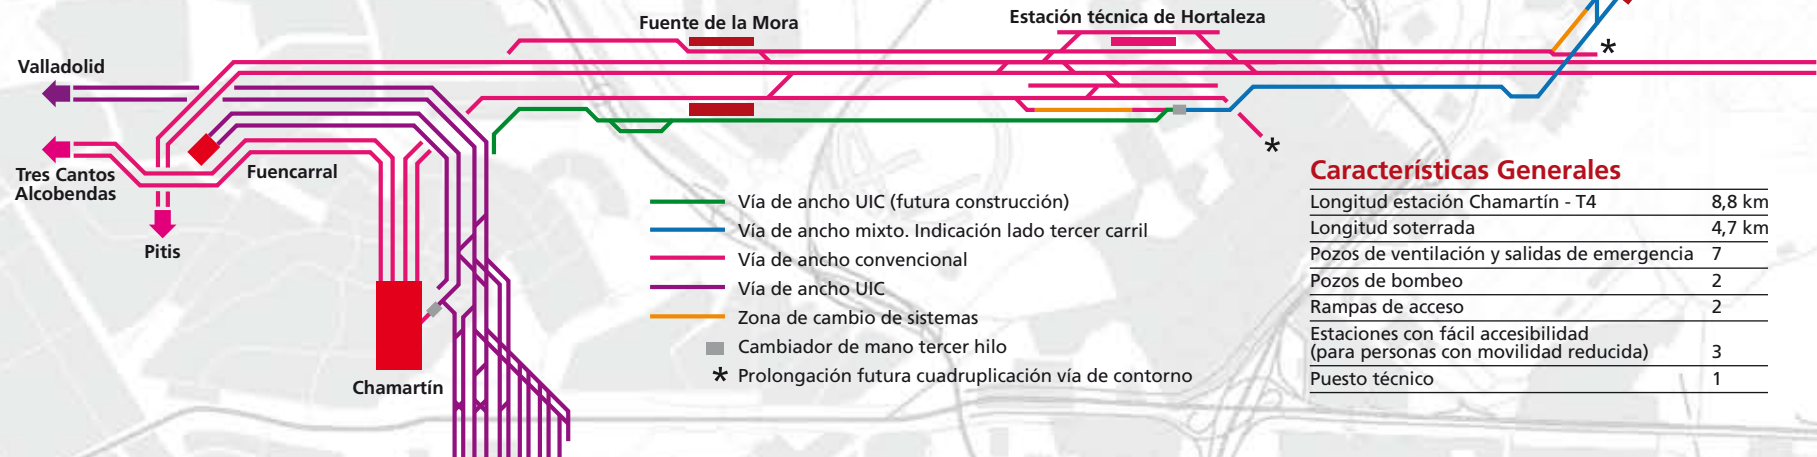 Fuente de la Mora
Estación técnica de Hortaleza
*
Valladolid
*
Tres Cantos
Alcobendas
Fuencarral
Pitis
Chamartín
Vía de ancho UIC (futura construcción)
Vía de ancho mixto. Indicación lado tercer carril
Vía de ancho convencional
Vía de ancho UIC
Zona de cambio de sistemas
Cambiador de mano tercer hilo
* Prolongación futura cuadruplicación vía de contorno
Características Generales
Longitud estación Chamartín - T4 8,8 km
Longitud soterrada 4,7 km
Pozos de ventilación y salidas de emergencia 7
Pozos de bombeo 2
Rampas de acceso 2
Estaciones con fácil accesibilidad
(para personas con movilidad reducida) 3
Puesto técnico 1